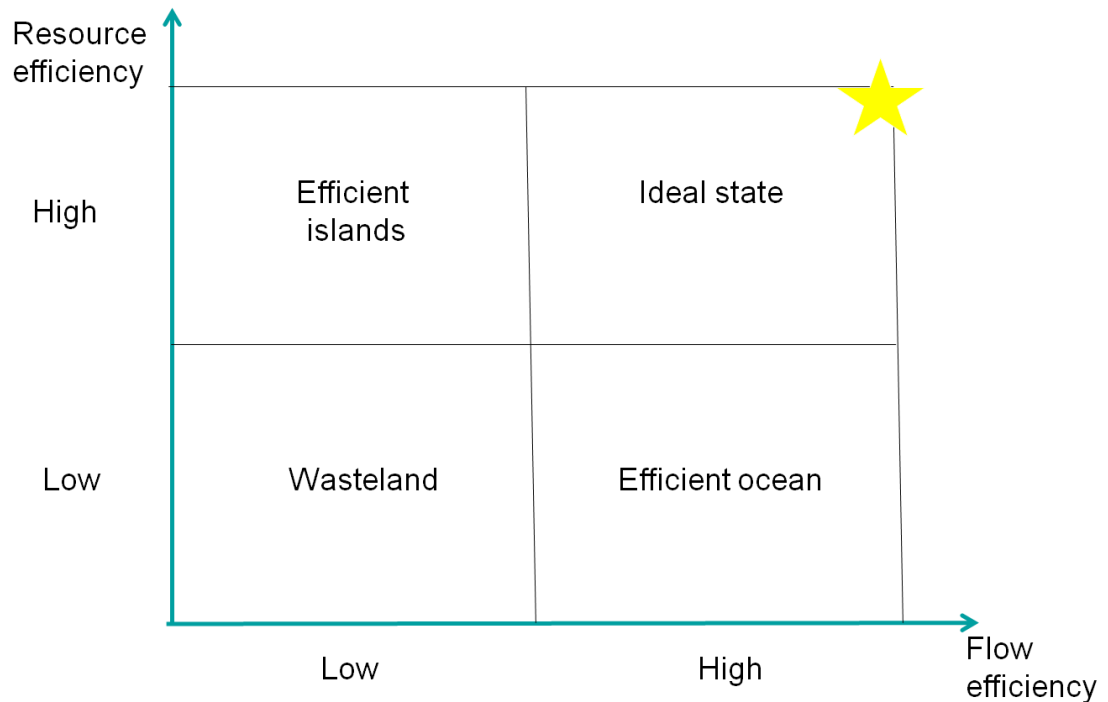 Resource
efficiency
High
Efficient
islands
Ideal state
Low
Wasteland
Efficient ocean
Low
High
Flow
efficiency